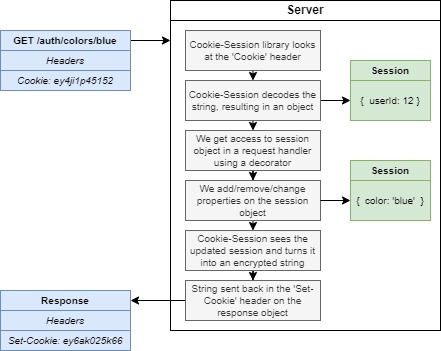 Server
GET /auth/colors/blue
Headers
Cookie: ey4ji1p45152
Cookie-Session library looks
at the 'Cookie' header
Cookie-Session decodes the
string, resulting in an object
Session
{ userId: 12 }
We get access to session
object in a request handler
using a decorator
We add/remove/change
properties on the session
object
Session
{ color: 'blue' }
Cookie-Session sees the
updated session and turns it
into an encrypted string
String sent back in the 'Set-
Cookie' header on the
response object
Response
Headers
Set-Cookie: ey6ak025k66